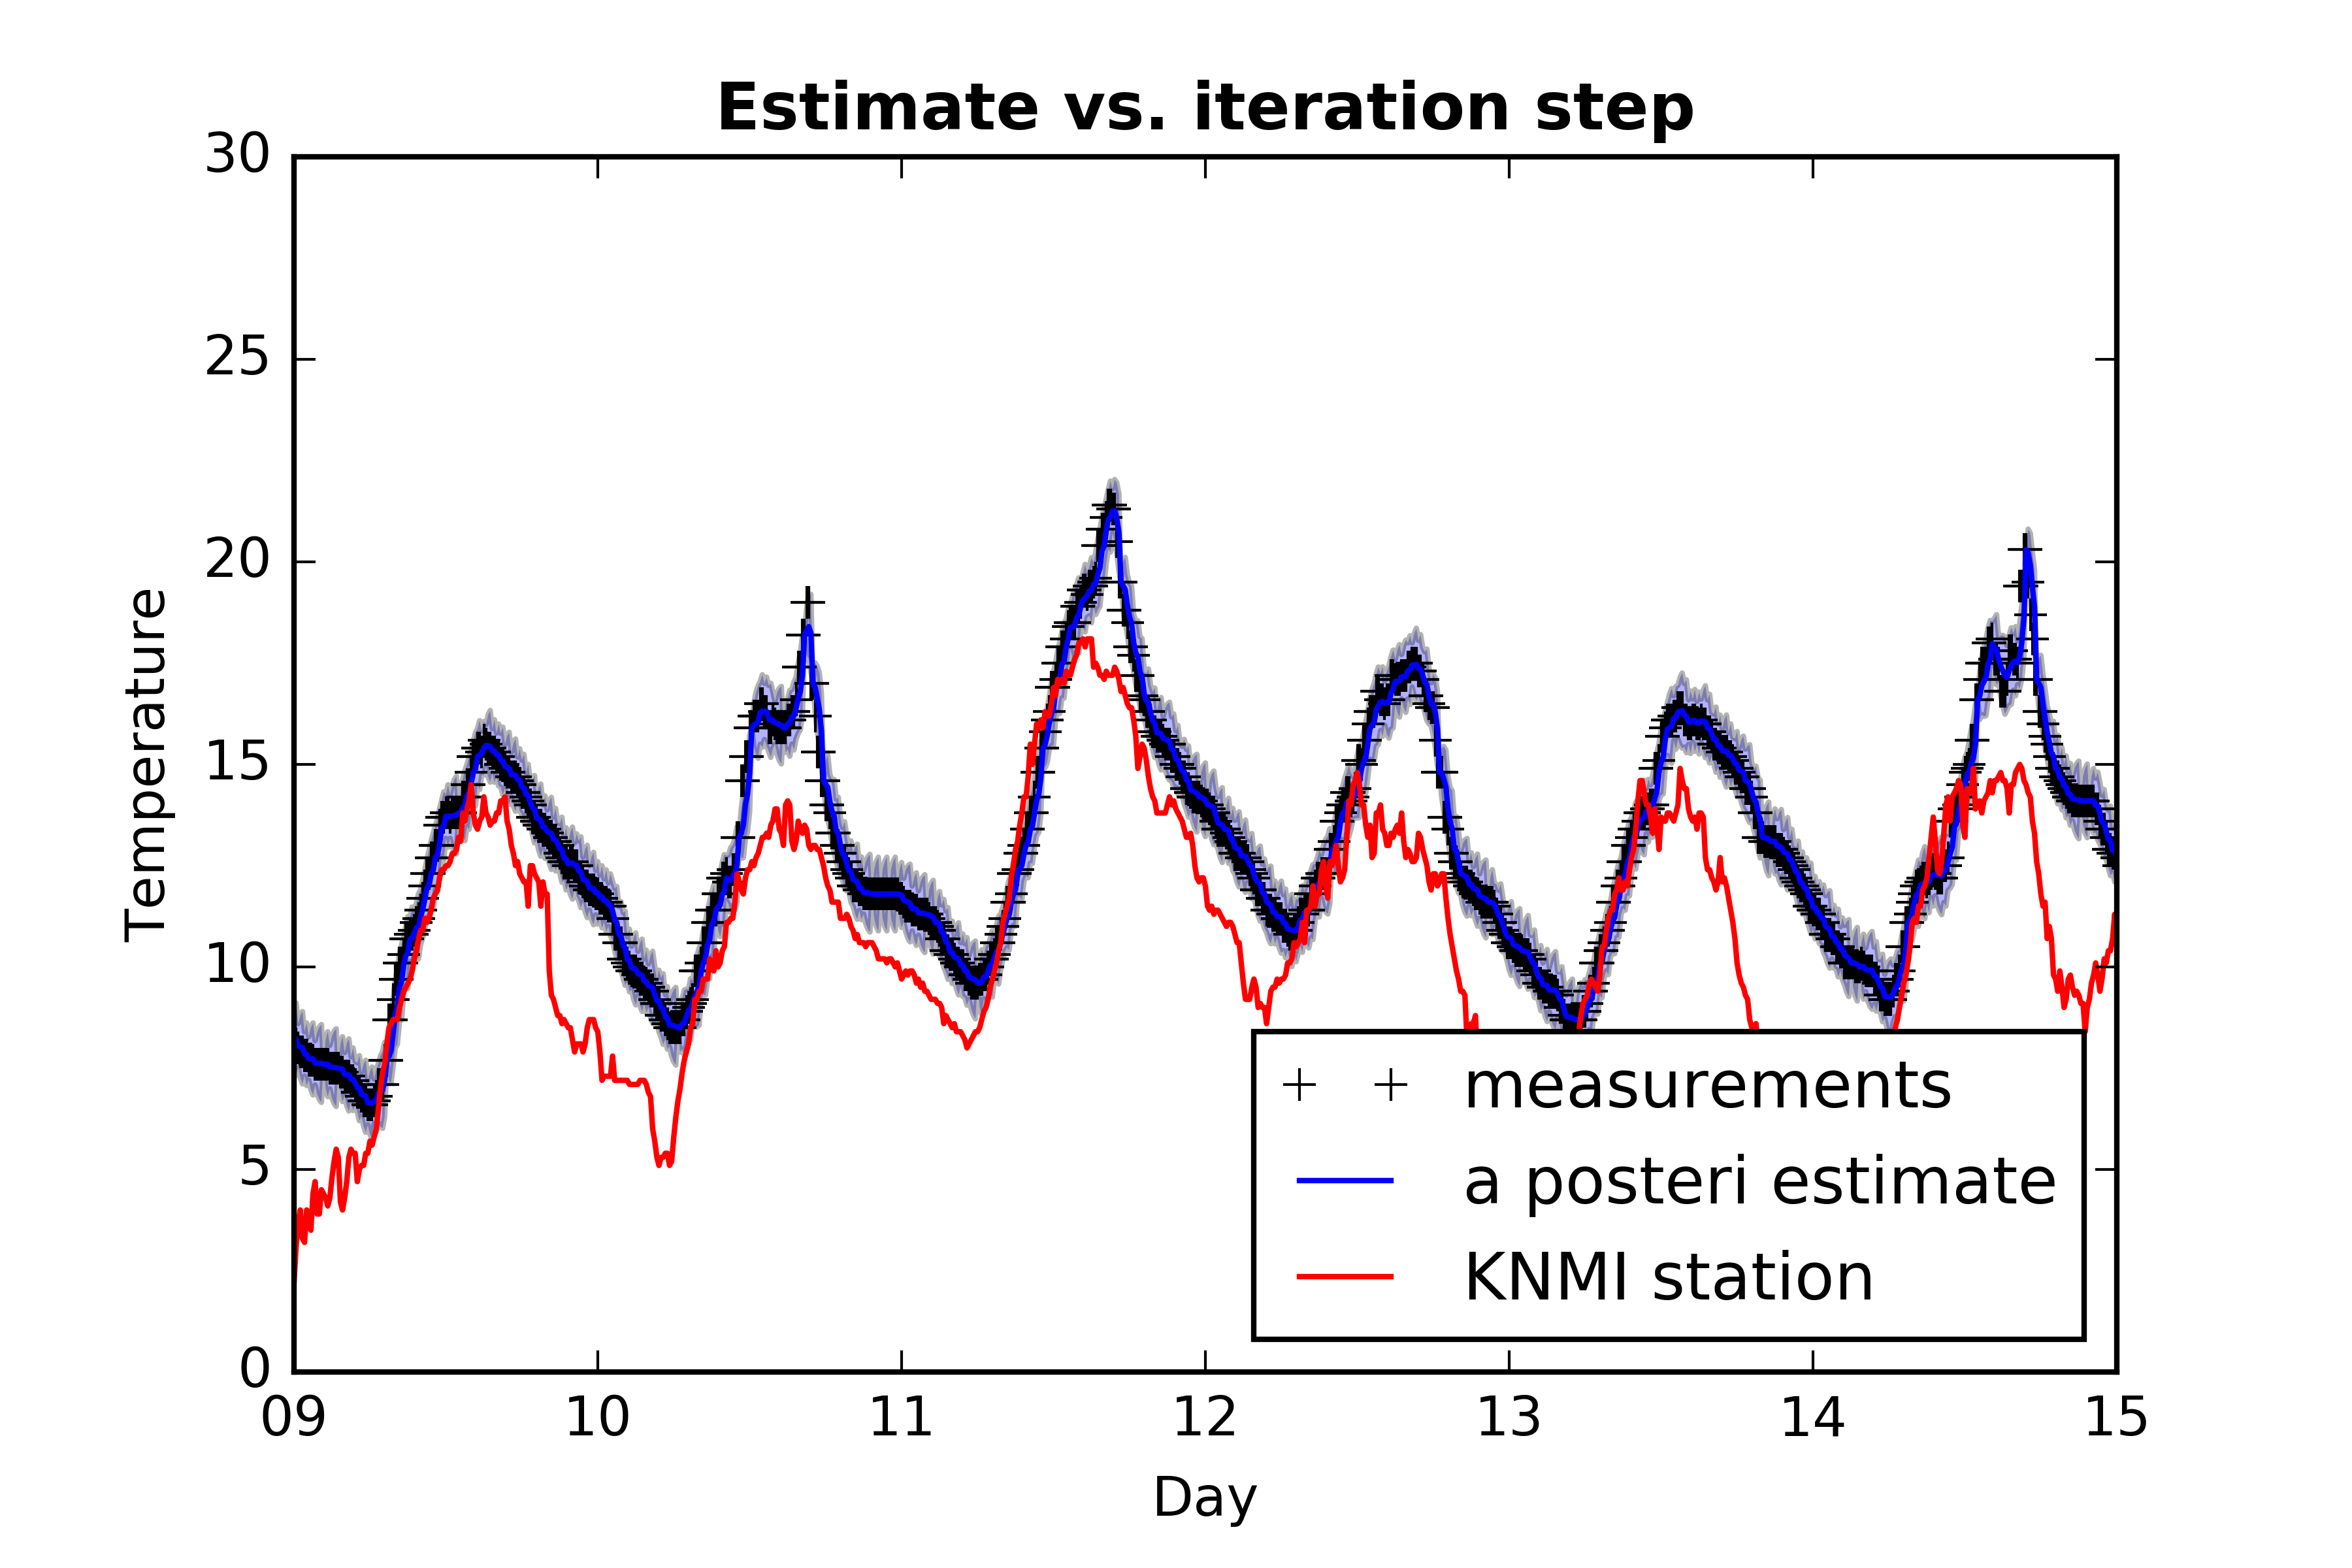 Estimate vs. iteration step
30
25
20
15
10
5
0
Temperature
09 10 11 12 13 14 15
Day
measurements
a posteri estimate
KNMI station